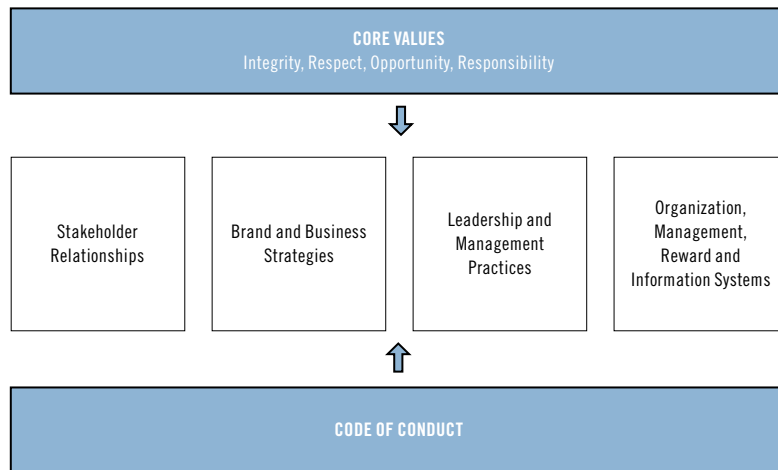 CORE VALUES
Integrity, Respect, Opportunity, Responsibility
Stakeholder
Relationships
Brand and Business
Strategies
Leadership and
Management
Practices
Organization,
Management,
Reward and
Information Systems
CODE OF CONDUCT